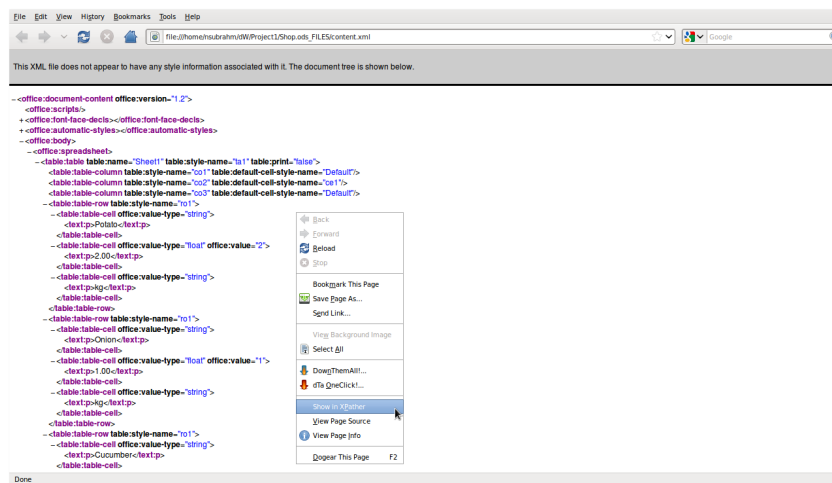 File Edit View History Bookmarks Tools Help
file:///home/nsubrahm/dW/Project1/Shop.ods_FILES/content.xml
Google
This XML file does not appear to have any style information associated with it. The document tree is shown below.
−<office:document-content office:version="1.2">
<office:scripts/>
+<office:font-face-decls></office:font-face-decls>
+<office:automatic-styles></office:automatic-styles>
−<office:body>
−<office:spreadsheet>
−<table:table table:name="Sheet1" table:style-name="ta1" table:print="false">
<table:table-column table:style-name="co1" table:default-cell-style-name="Default"/>
<table:table-column table:style-name="co2" table:default-cell-style-name="ce1"/>
<table:table-column table:style-name="co3" table:default-cell-style-name="Default"/>
−<table:table-row table:style-name="ro1">
−<table:table-cell office:value-type="string">
<text:p>Potato</text:p>
</table:table-cell>
−<table:table-cell office:value-type="float" office:value="2">
<text:p>2.00</text:p>
</table:table-cell>
−<table:table-cell office:value-type="string">
<text:p>kg</text:p>
</table:table-cell>
</table:table-row>
−<table:table-row table:style-name="ro1">
−<table:table-cell office:value-type="string">
<text:p>Onion</text:p>
</table:table-cell>
−<table:table-cell office:value-type="float" office:value="1">
<text:p>1.00</text:p>
</table:table-cell>
−<table:table-cell office:value-type="string">
<text:p>kg</text:p>
</table:table-cell>
</table:table-row>
−<table:table-row table:style-name="ro1">
−<table:table-cell office:value-type="string">
<text:p>Cucumber</text:p>
</table:table-cell>
Back
Forward
Reload
Stop
Bookmark This Page
Save Page As...
Send Link...
View Background Image
Select All
DownThemAll!...
dTa OneClick!...
Show in XPather
View Page Source
View Page Info
Dogear This Page F2
Done